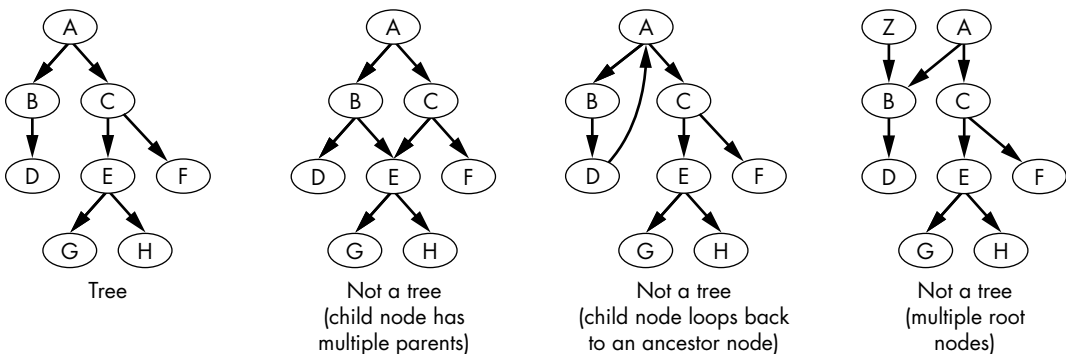 A
B C
D E F
G H
Tree
A
B C
D E F
G H
Not a tree
(child node has
multiple parents)
A
B C
D E F
G H
Not a tree
(child node loops back
to an ancestor node)
Z A
B C
D E F
G H
Not a tree
(multiple root
nodes)